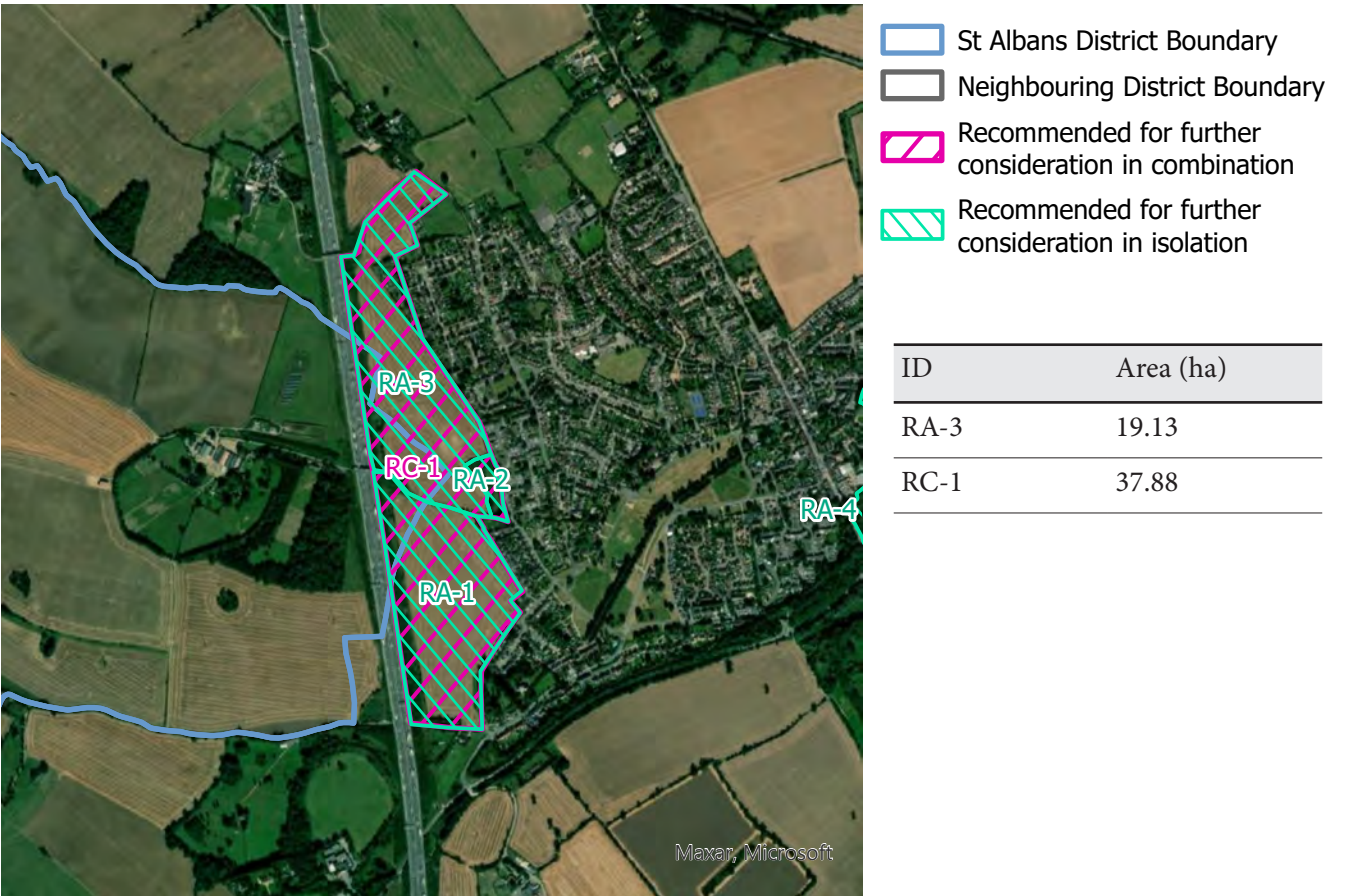 St Albans District Boundary
Neighbouring District Boundary
Recommended for further
consideration in combination
Recommended for further
consideration in isolation
RA-3
RC-1
RA-2
RA-4
RA-1
Maxar, Microsoft
ID Area (ha)
RA-3 19.13
RC-1 37.88